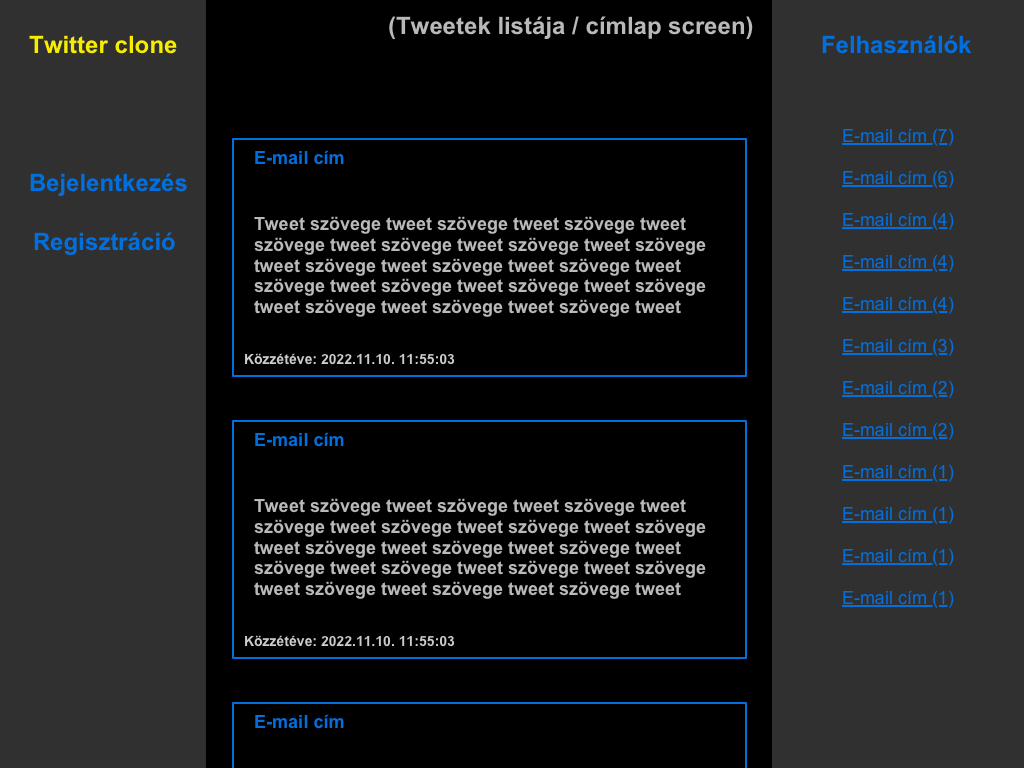 Twitter clone
Bejelentkezés
Regisztráció
(Tweetek listája / címlap screen)
E-mail cím
Tweet szövege tweet szövege tweet szövege tweet
szövege tweet szövege tweet szövege tweet szövege
tweet szövege tweet szövege tweet szövege tweet
szövege tweet szövege tweet szövege tweet szövege
tweet szövege tweet szövege tweet szövege tweet
Közzétéve: 2022.11.10. 11:55:03
E-mail cím
Tweet szövege tweet szövege tweet szövege tweet
szövege tweet szövege tweet szövege tweet szövege
tweet szövege tweet szövege tweet szövege tweet
szövege tweet szövege tweet szövege tweet szövege
tweet szövege tweet szövege tweet szövege tweet
Közzétéve: 2022.11.10. 11:55:03
E-mail cím
Felhasználók
E-mail cím (7)
E-mail cím (6)
E-mail cím (4)
E-mail cím (4)
E-mail cím (4)
E-mail cím (3)
E-mail cím (2)
E-mail cím (2)
E-mail cím (1)
E-mail cím (1)
E-mail cím (1)
E-mail cím (1)